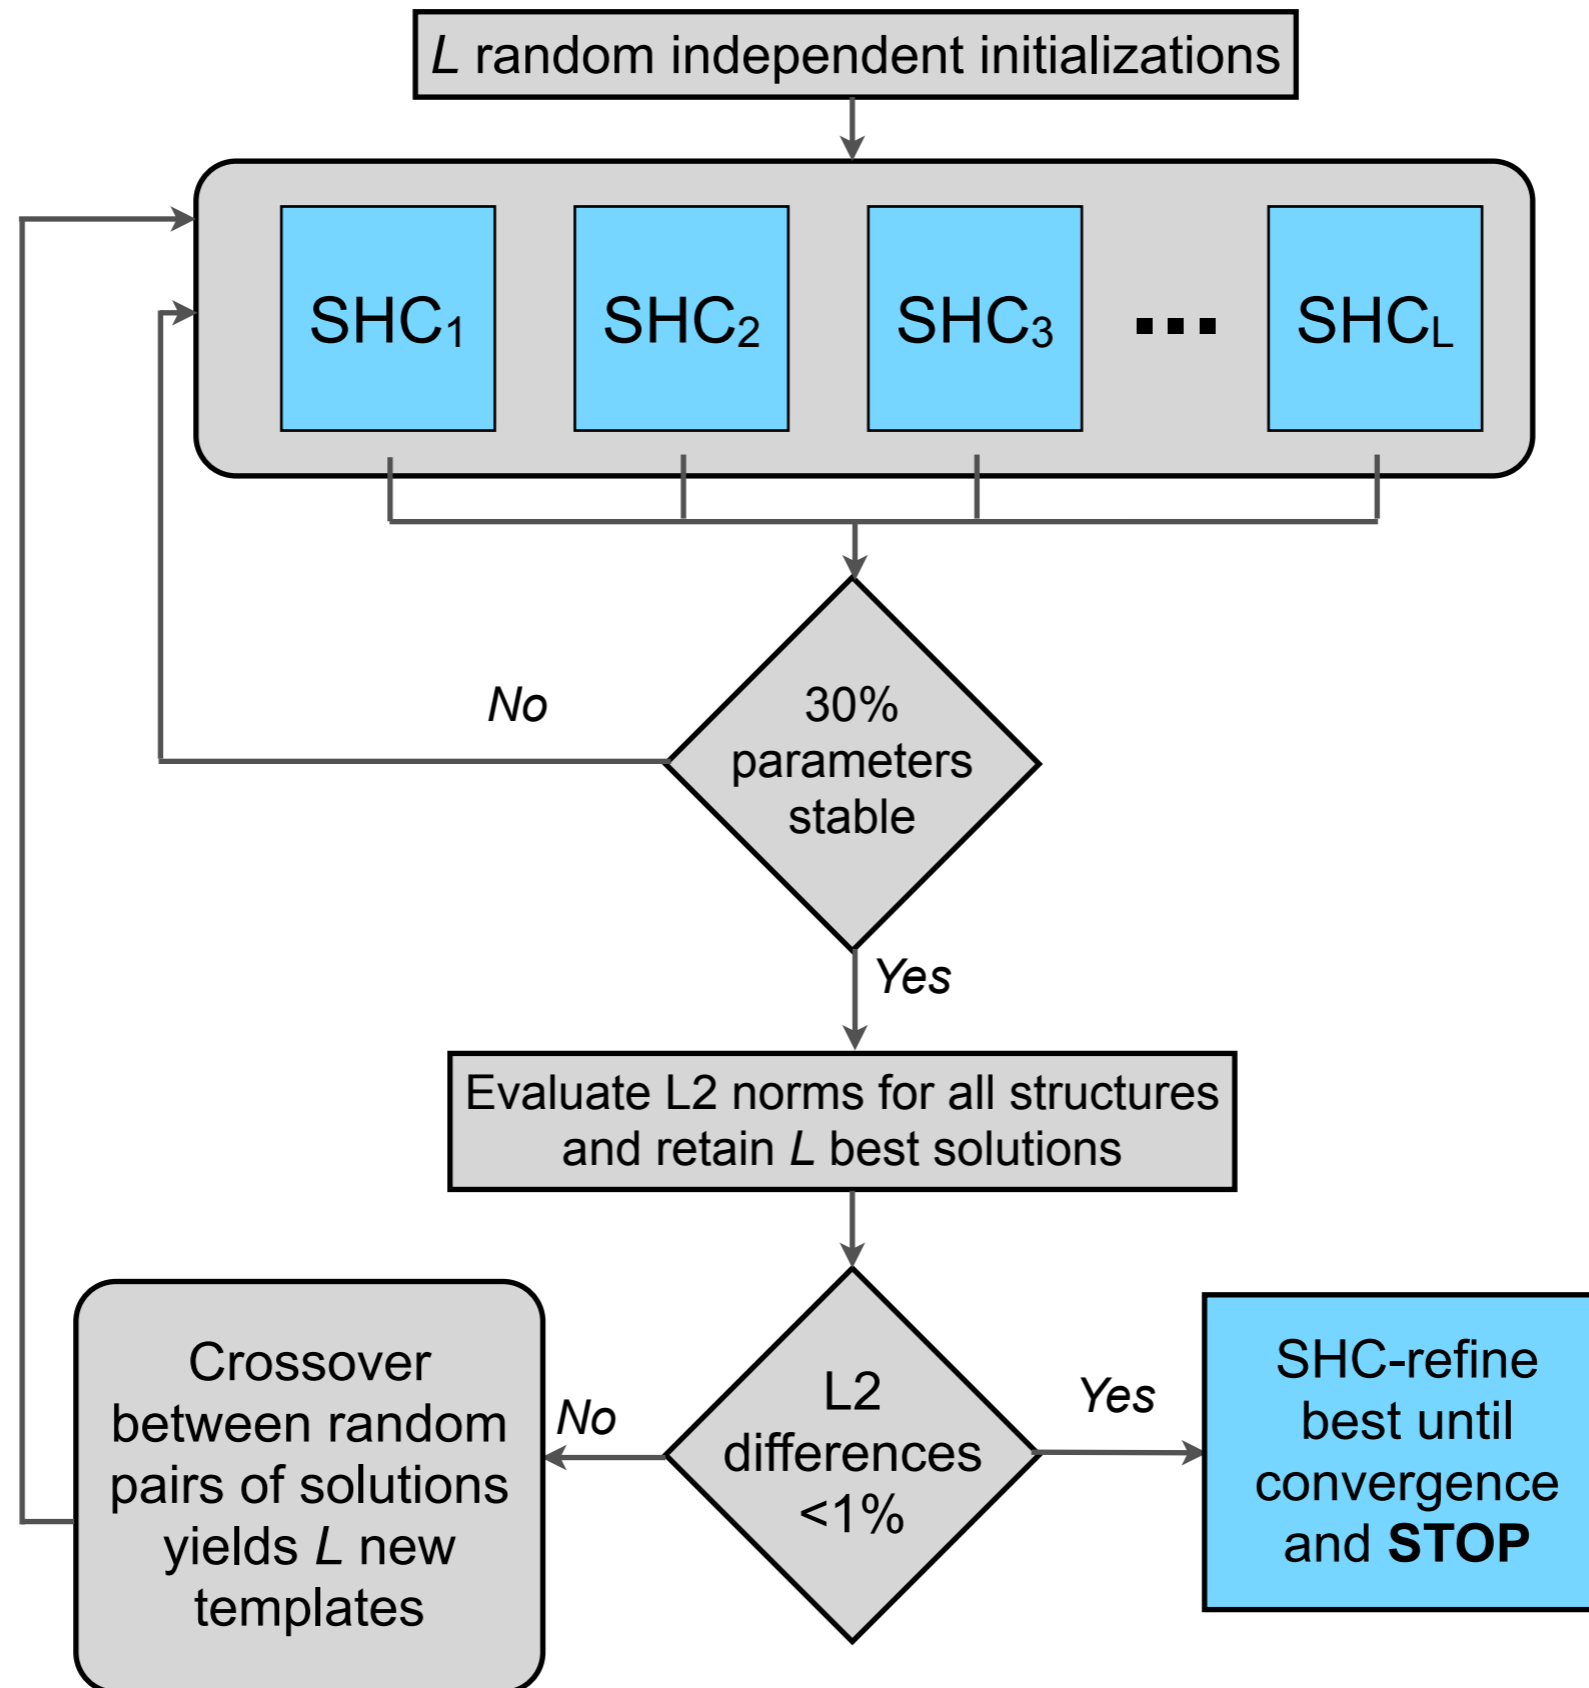 L random independent initializations
SHC1
SHC2
SHC3
...
SHCL
No
30%
parameters
stable
Yes
Evaluate L2 norms for all structures
and retain L best solutions
Crossover
between random
pairs of solutions
yields L new
templates
No
L2
differences
<1%
Yes
SHC-refine
best until
convergence
and STOP